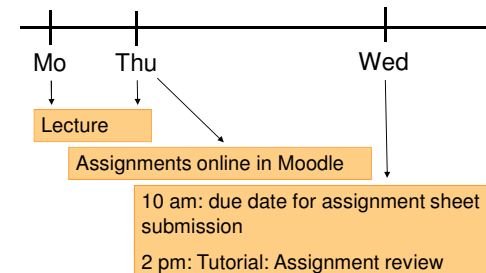 Mo Thu Wed
Lecture
Assignments online in Moodle
10 am: due date for assignment sheet
submission
2 pm: Tutorial: Assignment review